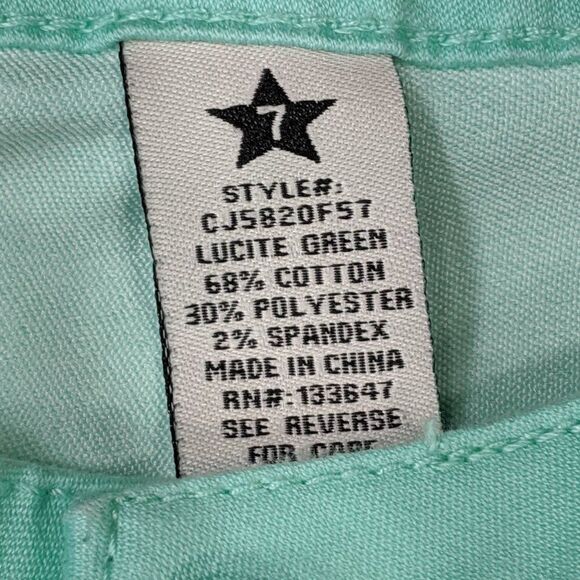 7
STYLE#:
CJ5820F57
LUCITE GREEN
68% COTTON
30% POLYESTER
2% SPANDEX
MADE IN CHINA
RN#:133647
SEE REVERSE
FOR CARE